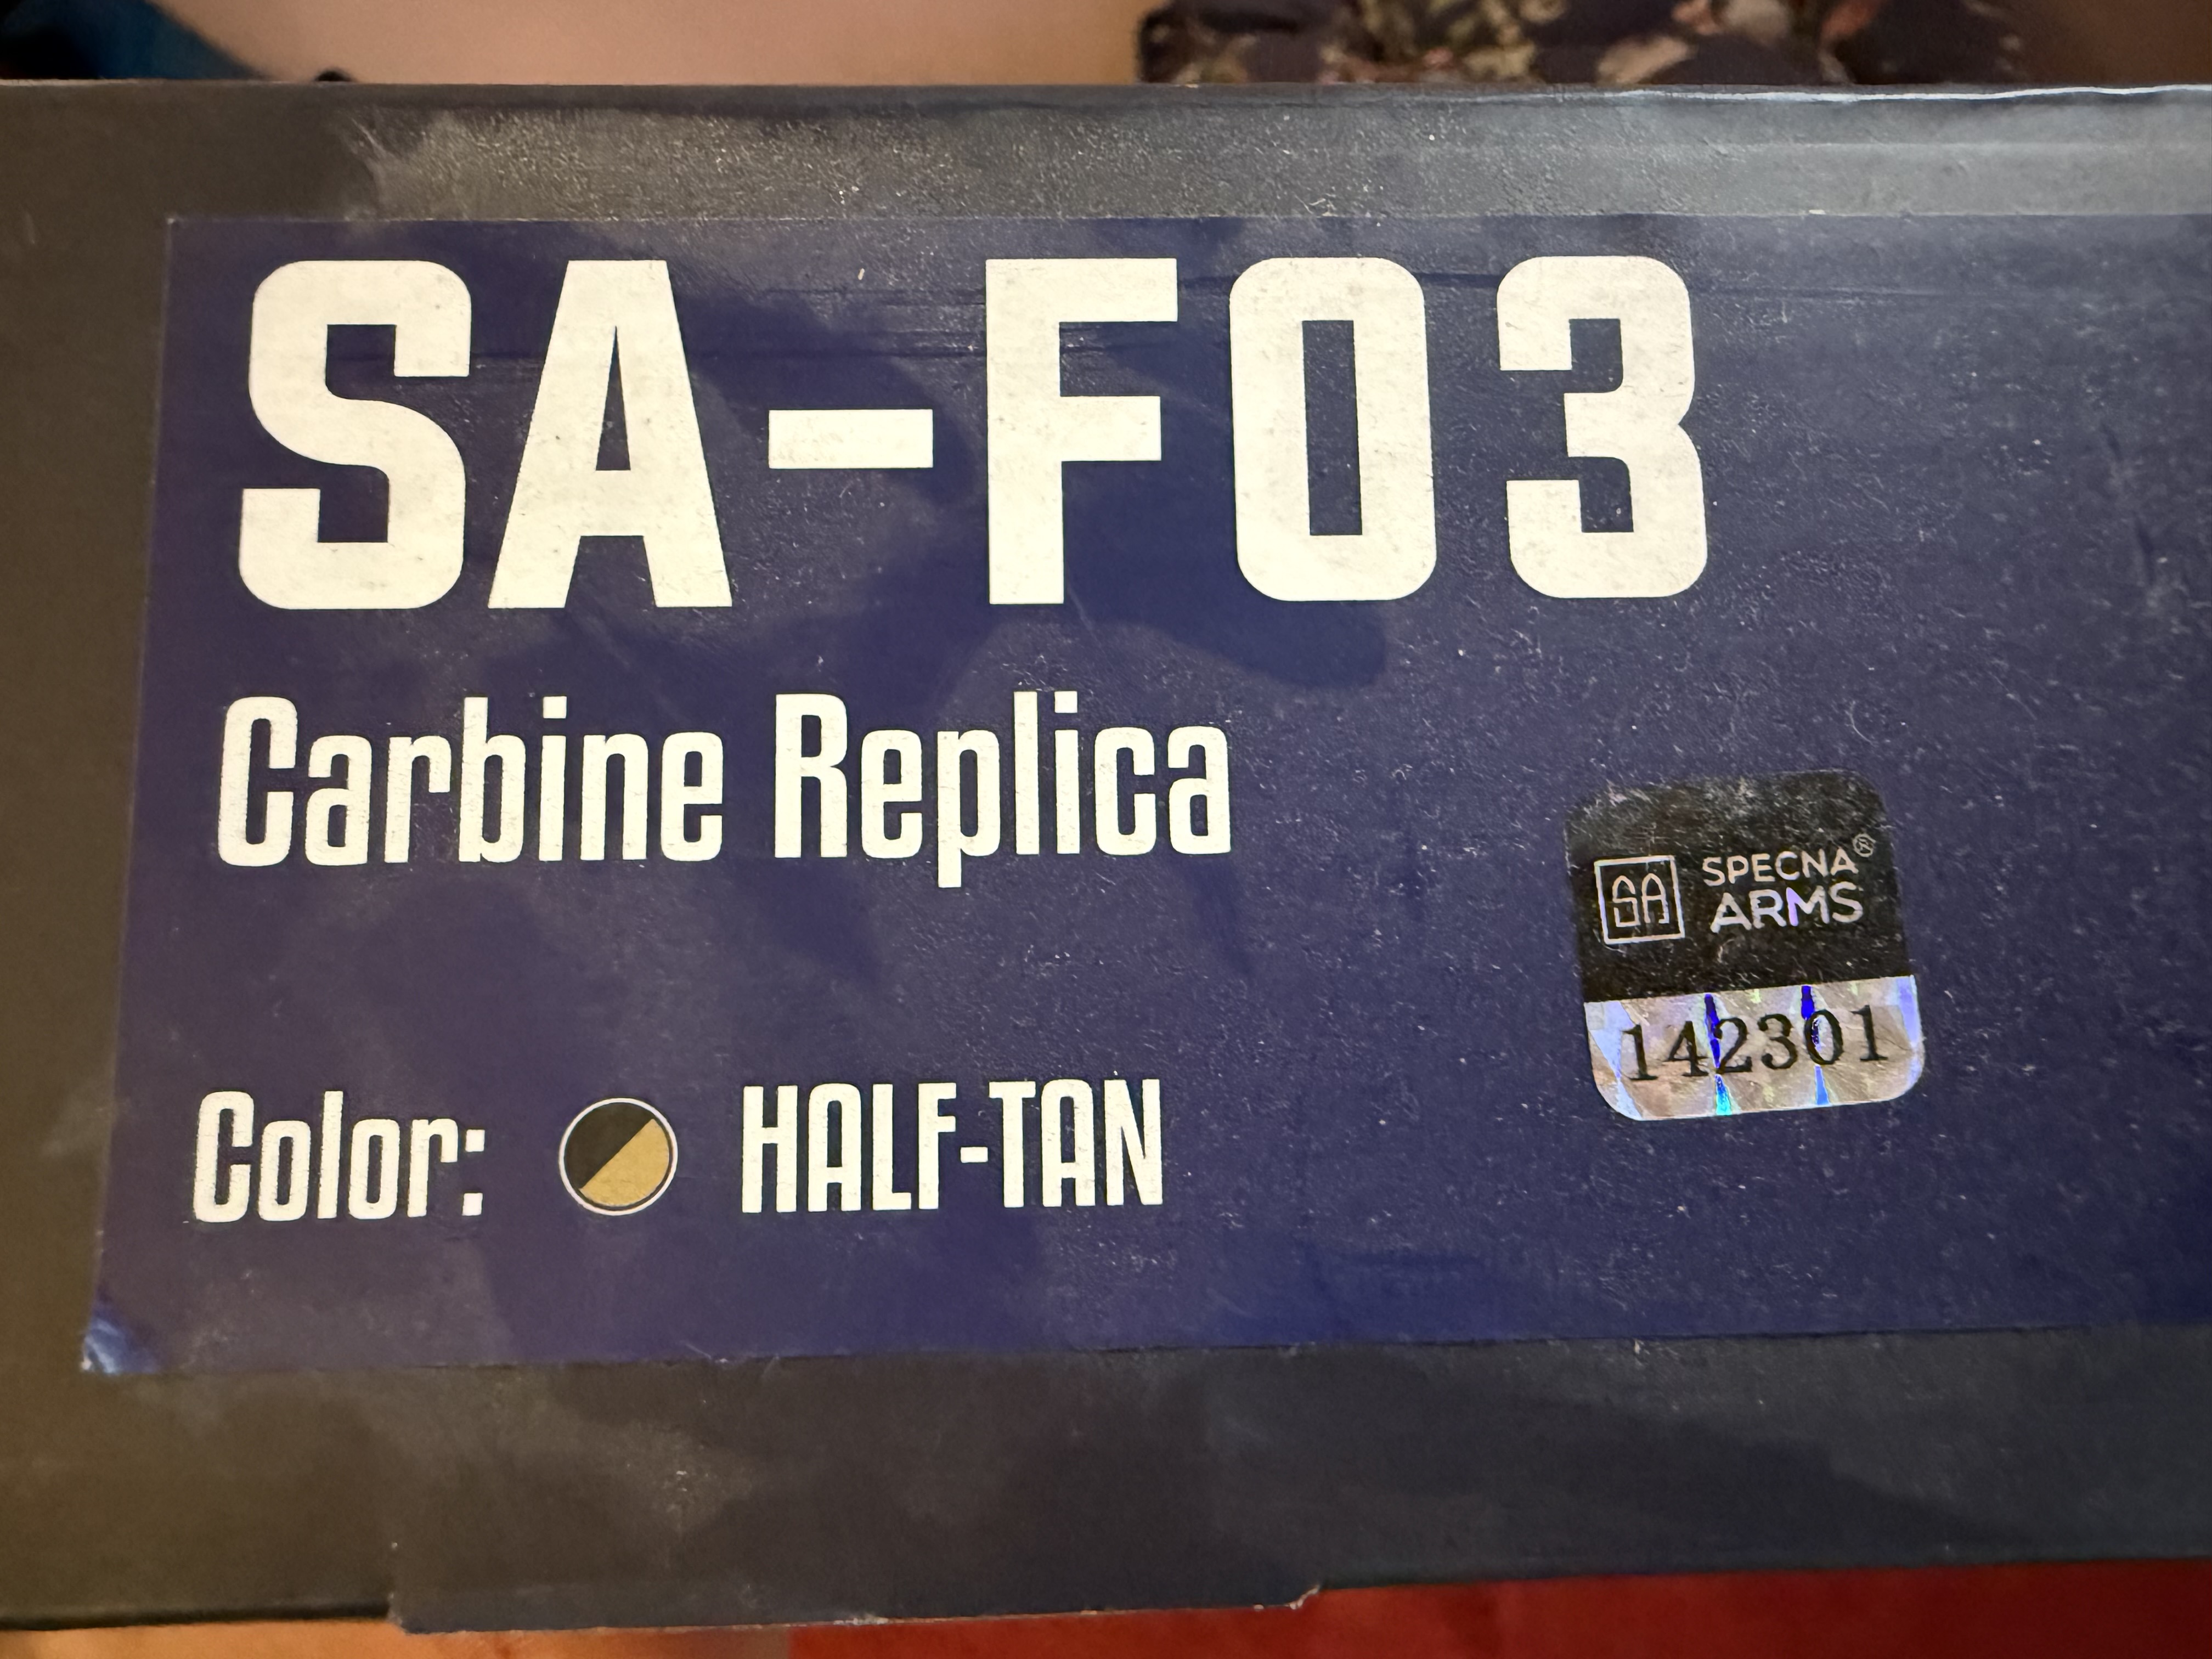 SA-F03
Carbine Replica
SA SPECNA®
ARMS
142301
Color: HALF-TAN